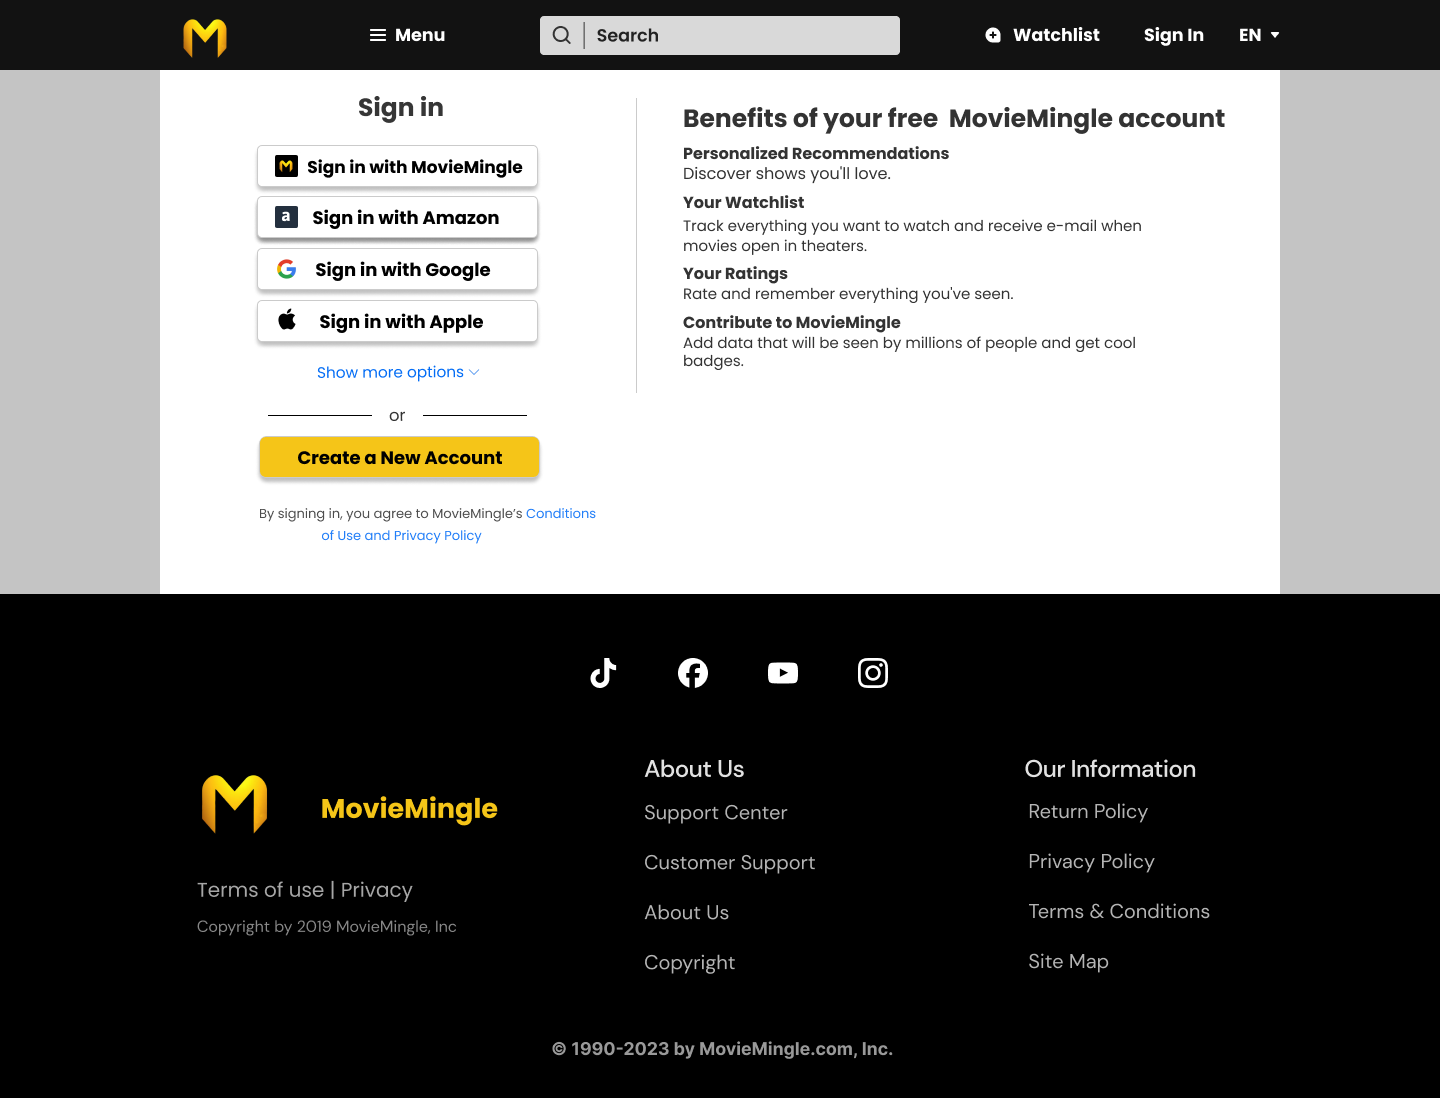 Menu
Search
Watchlist
Sign In
EN
Sign in
Sign in with MovieMingle
Sign in with Amazon
Sign in with Google
Sign in with Apple
Show more options
or
Create a New Account
By signing in, you agree to MovieMingle’s Conditions
of Use and Privacy Policy
Benefits of your free  MovieMingle account
Personalized Recommendations
Discover shows you'll love.
Your Watchlist
Track everything you want to watch and receive e-mail when
movies open in theaters.
Your Ratings
Rate and remember everything you've seen.
Contribute to MovieMingle
Add data that will be seen by millions of people and get cool
badges.
MovieMingle
Terms of use | Privacy
Copyright by 2019 MovieMingle, Inc
About Us
Support Center
Customer Support
About Us
Copyright
Our Information
Return Policy
Privacy Policy
Terms & Conditions
Site Map
© 1990-2023 by MovieMingle.com, Inc.